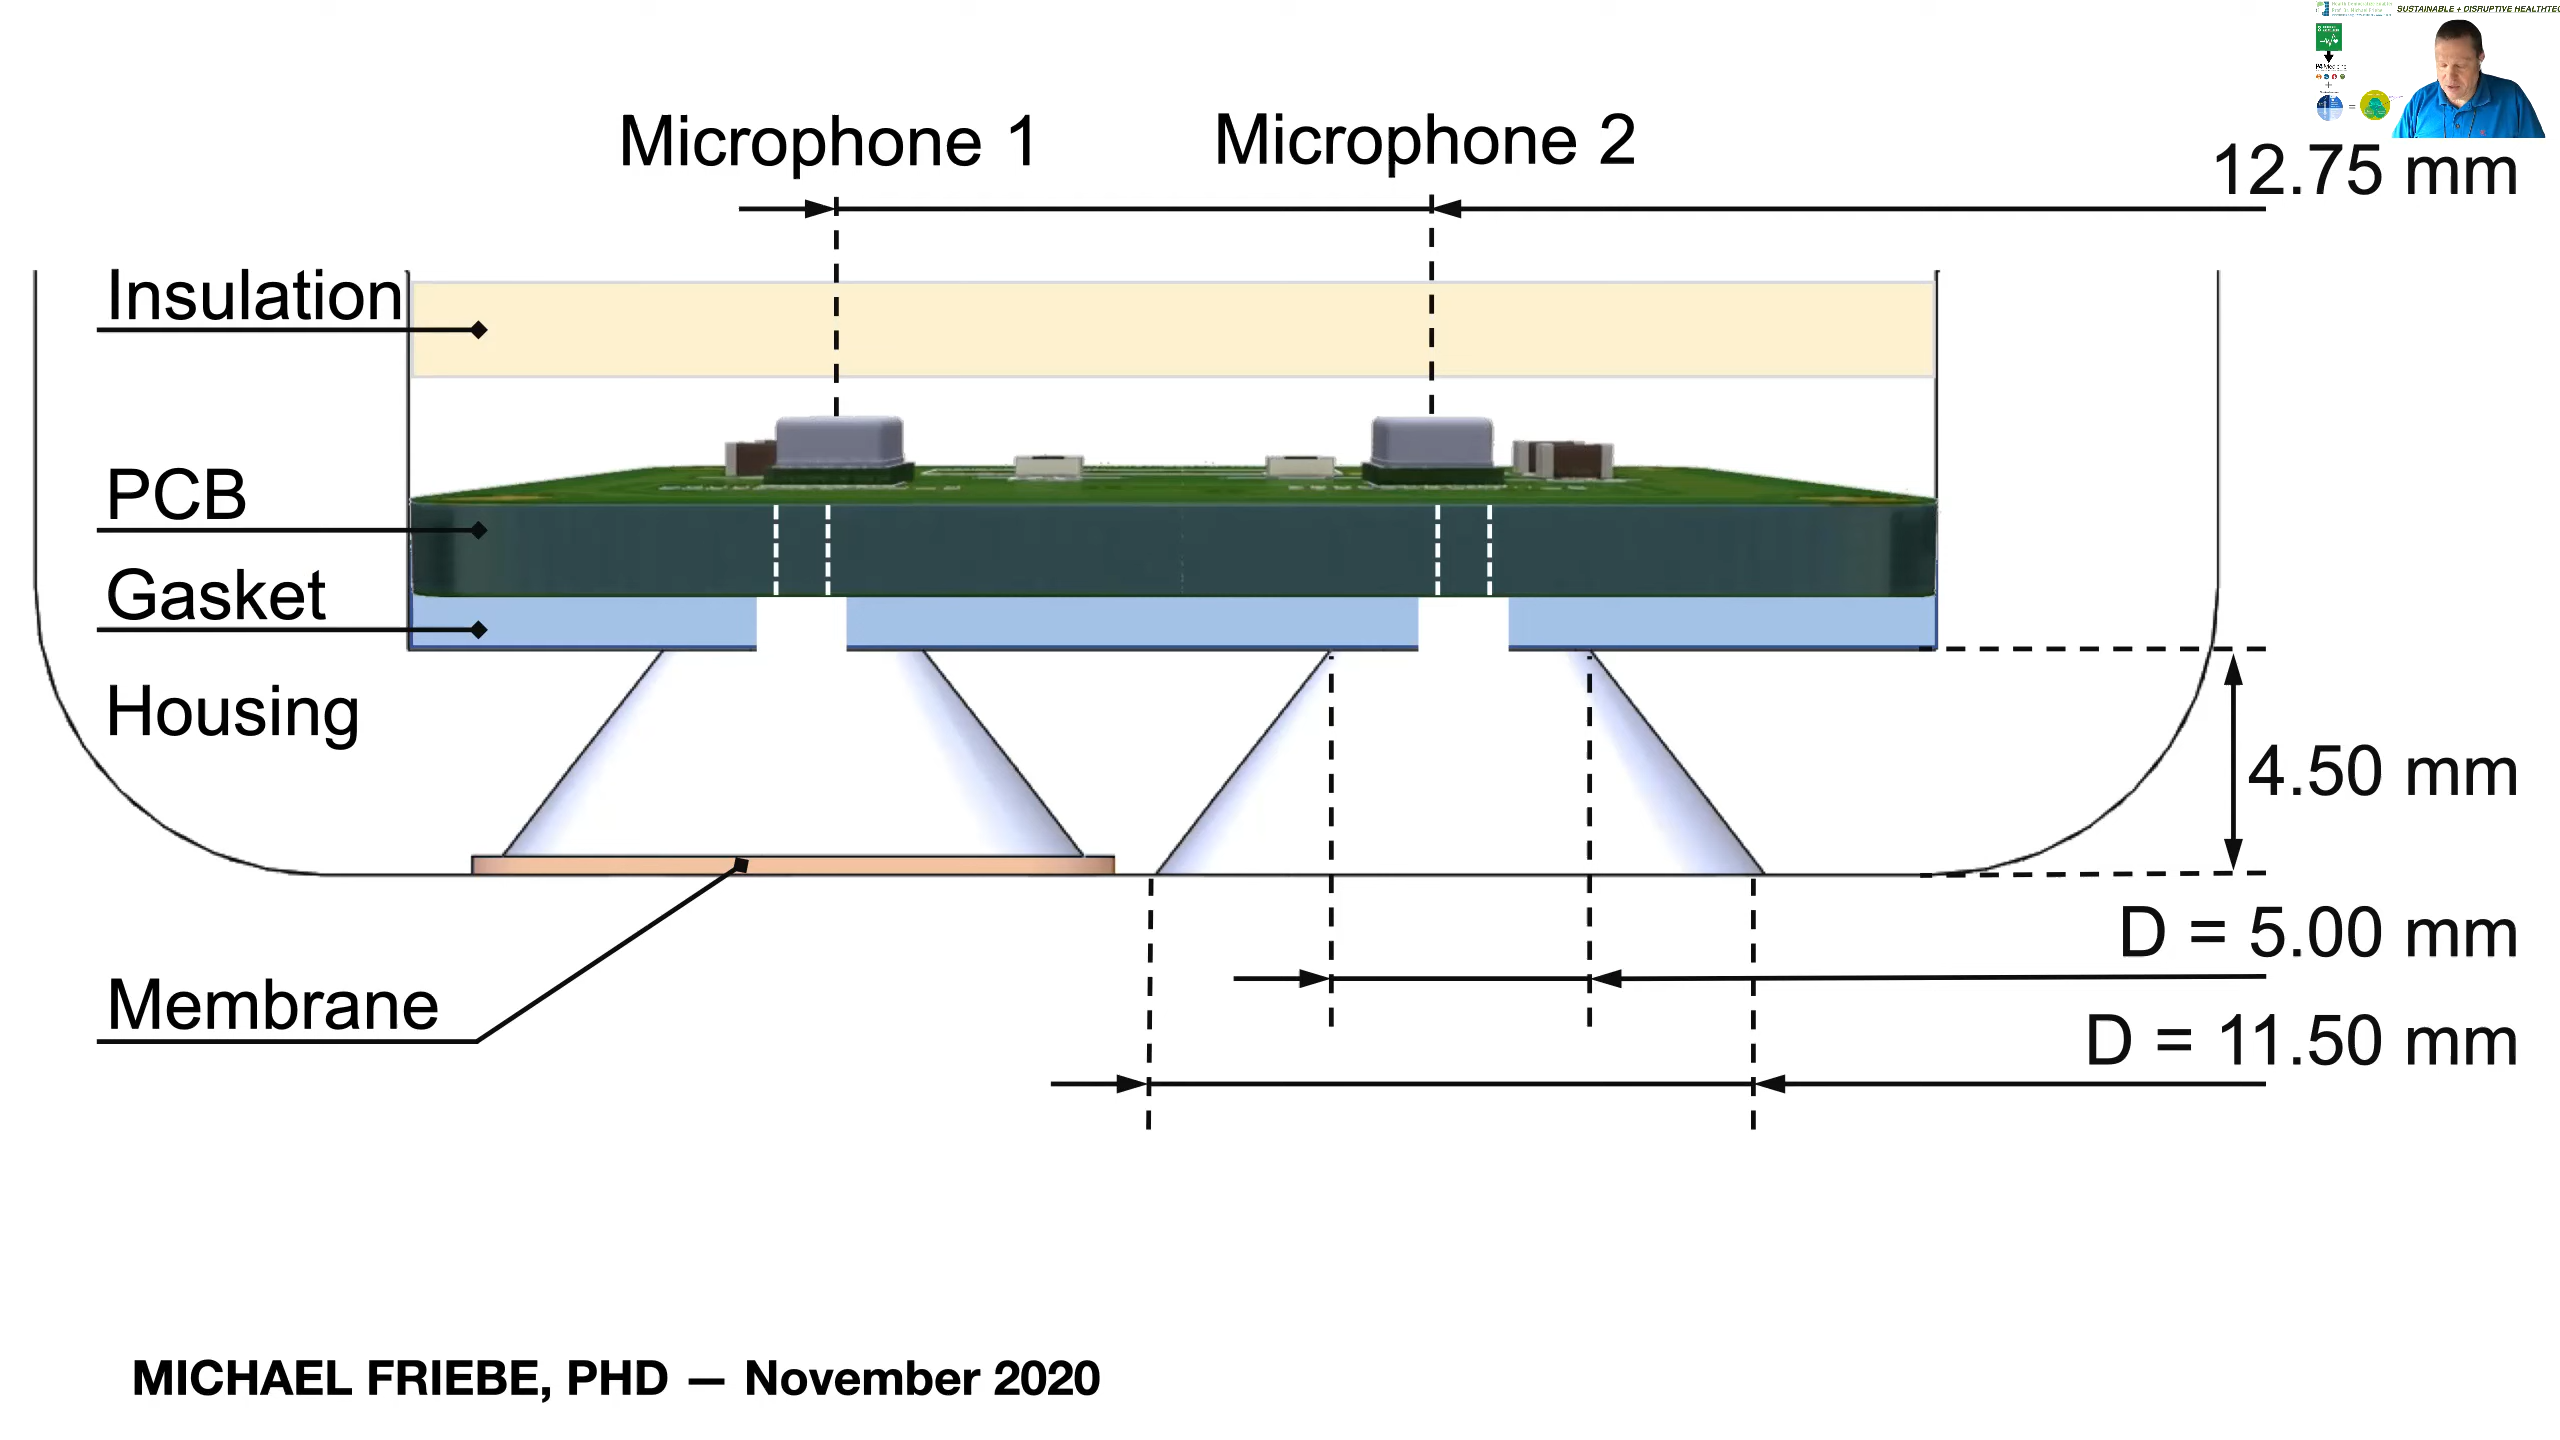 SUSTAINABLE + DISRUPTIVE HEALTHTEC
Microphone 1
Microphone 2
12.75 mm
Insulation
PCB
Gasket
Housing
4.50 mm
D = 5.00 mm
Membrane
D = 11.50 mm
MICHAEL FRIEBE, PHD — November 2020